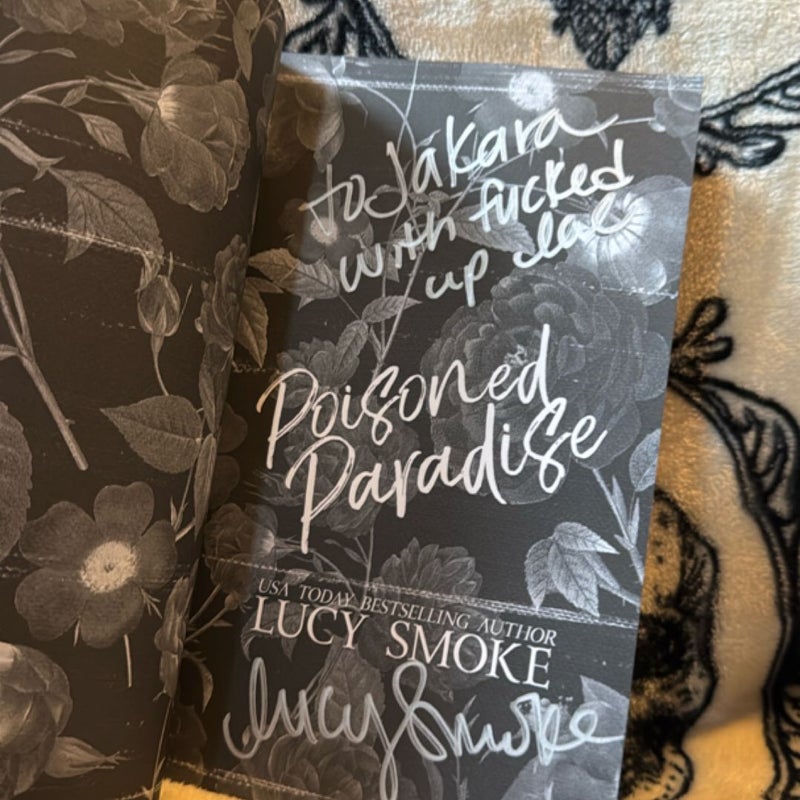 to Jakara
with fucked
up
Poisoned
Paradise
USA TODAY BESTSELLING AUTHOR
LUCY SMOKE
Lucy Smoke